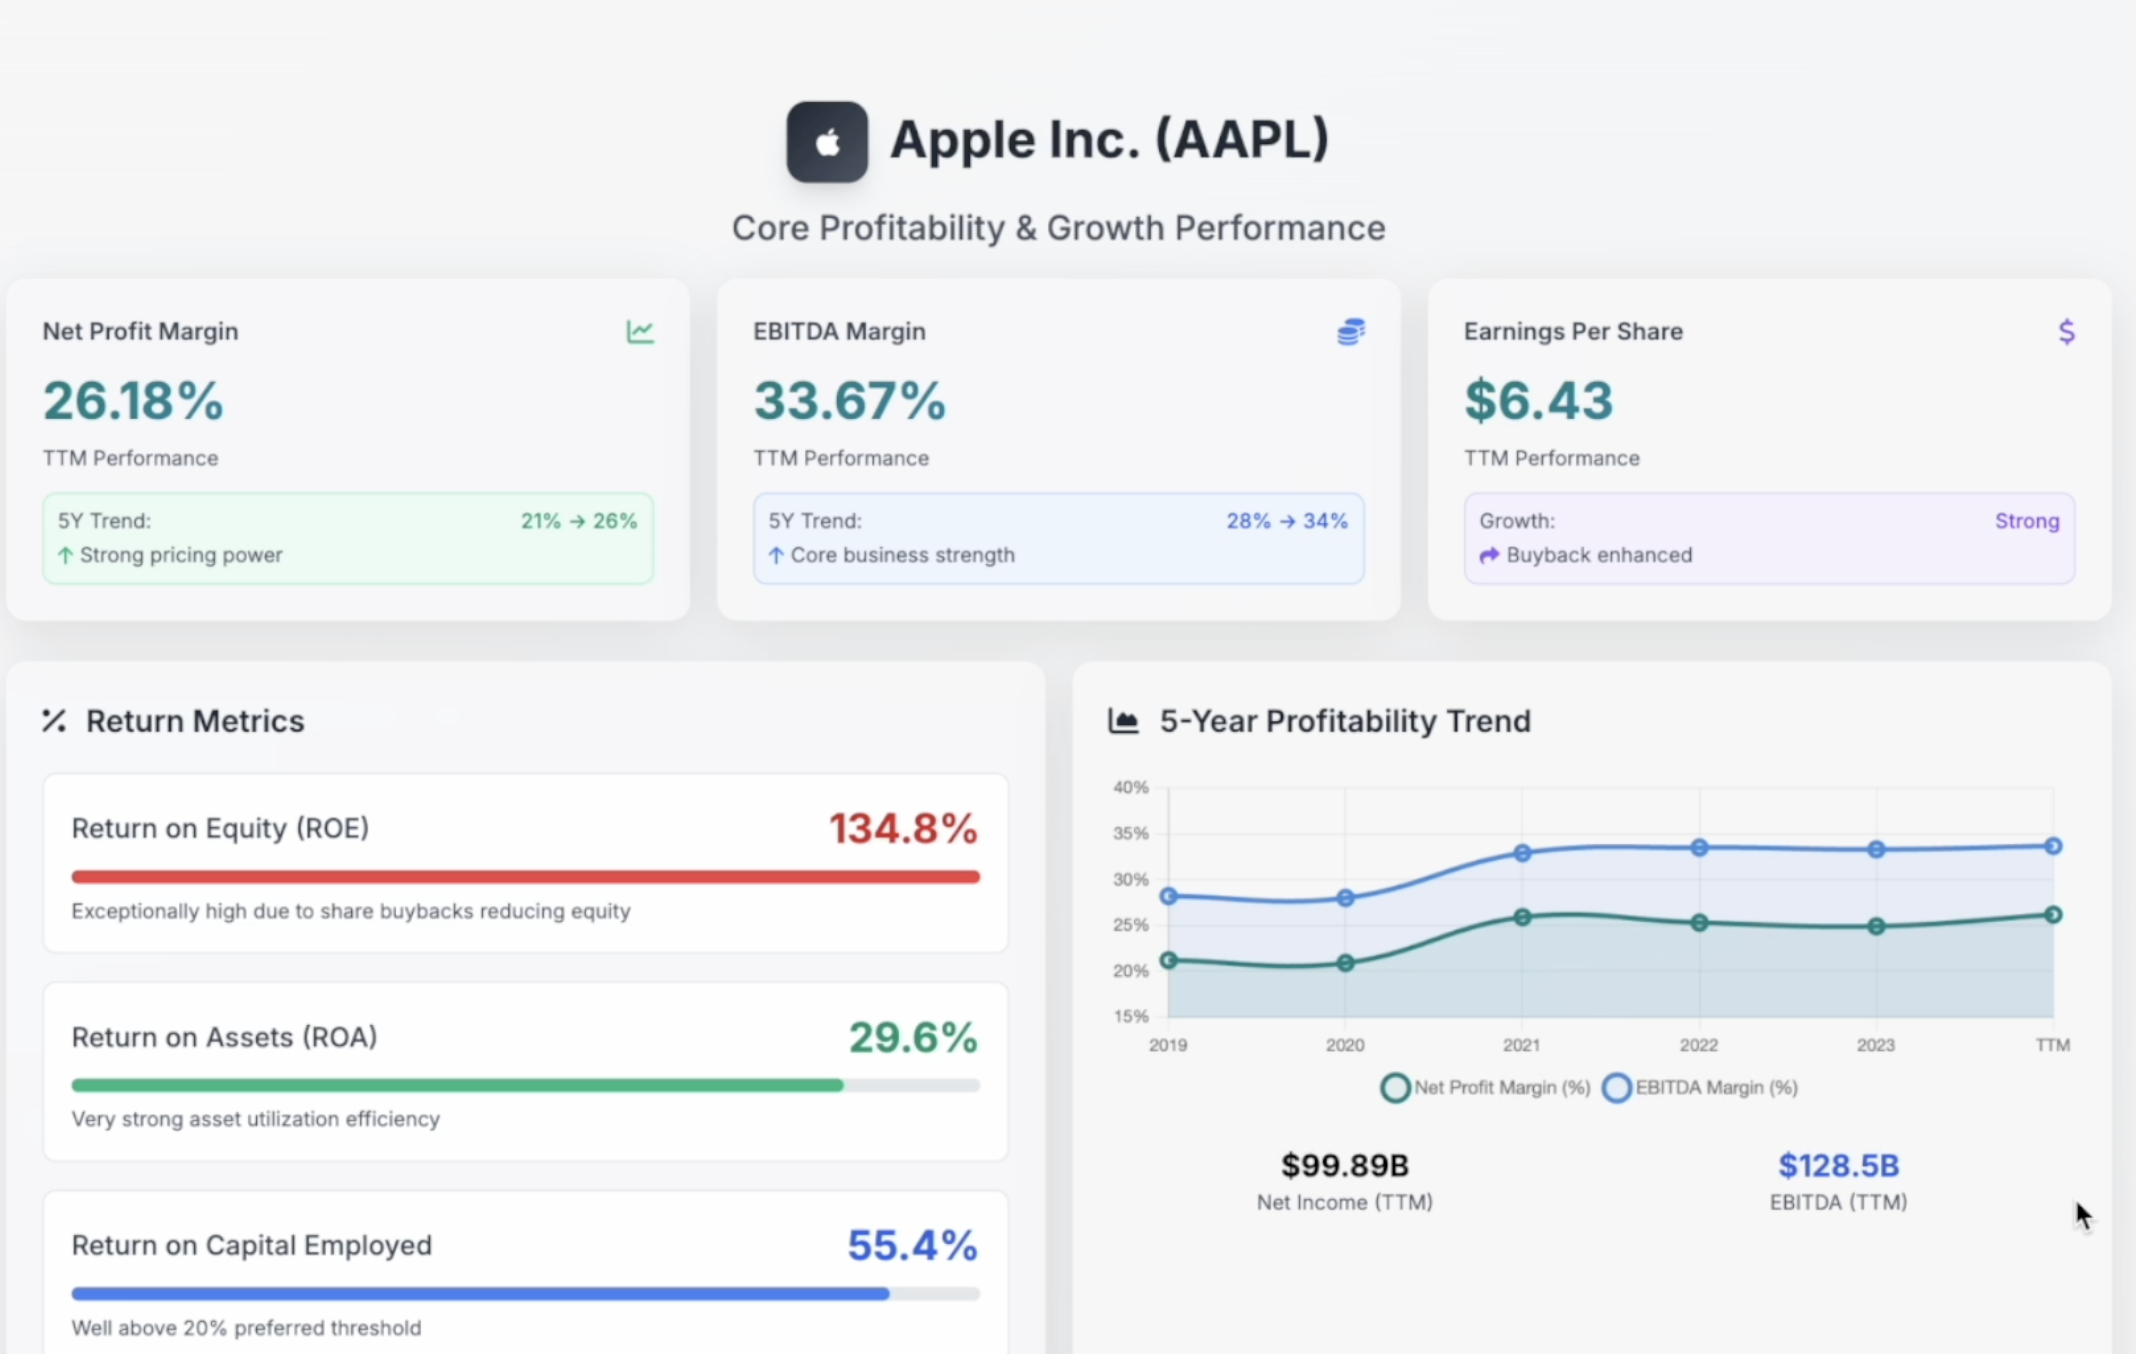 Apple Inc. (AAPL)
Core Profitability & Growth Performance
Net Profit Margin
26.18%
TTM Performance
5Y Trend: 21% → 26%
↑ Strong pricing power
EBITDA Margin
33.67%
TTM Performance
5Y Trend: 28% → 34%
↑ Core business strength
Earnings Per Share
$
$6.43
TTM Performance
Growth: Strong
Buyback enhanced
Return Metrics
Return on Equity (ROE) 134.8%
Exceptionally high due to share buybacks reducing equity
Return on Assets (ROA) 29.6%
Very strong asset utilization efficiency
Return on Capital Employed 55.4%
Well above 20% preferred threshold
5-Year Profitability Trend
40%
35%
30%
25%
20%
15%
2019 2020 2021 2022 2023 TTM
Net Profit Margin (%) EBITDA Margin (%)
$99.89B
Net Income (TTM)
$128.5B
EBITDA (TTM)